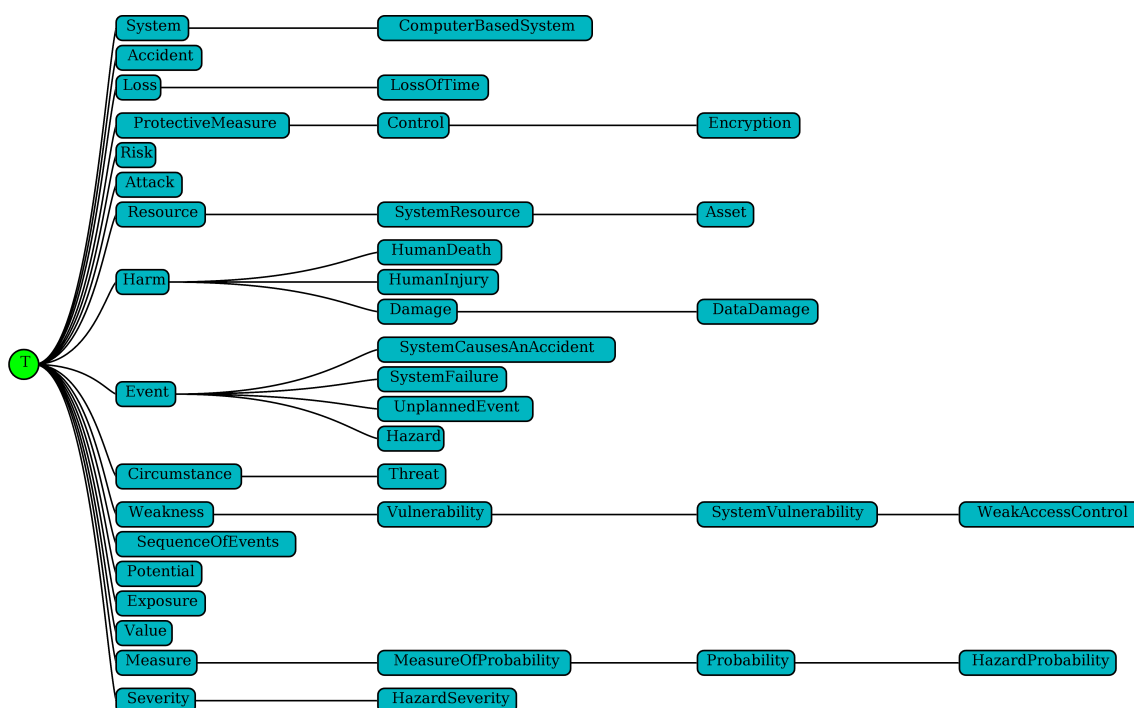 System ComputerBasedSystem
Accident
Loss LossOfTime
ProtectiveMeasure Control Encryption
Risk
Attack
Resource SystemResource Asset
HumanDeath
Harm HumanInjury
Damage DataDamage
SystemCausesAnAccident
T
SystemFailure
Event
UnplannedEvent
Hazard
Circumstance Threat
Weakness Vulnerability SystemVulnerability WeakAccessControl
SequenceOfEvents
Potential
Exposure
Value
Measure MeasureOfProbability Probability HazardProbability
Severity HazardSeverity